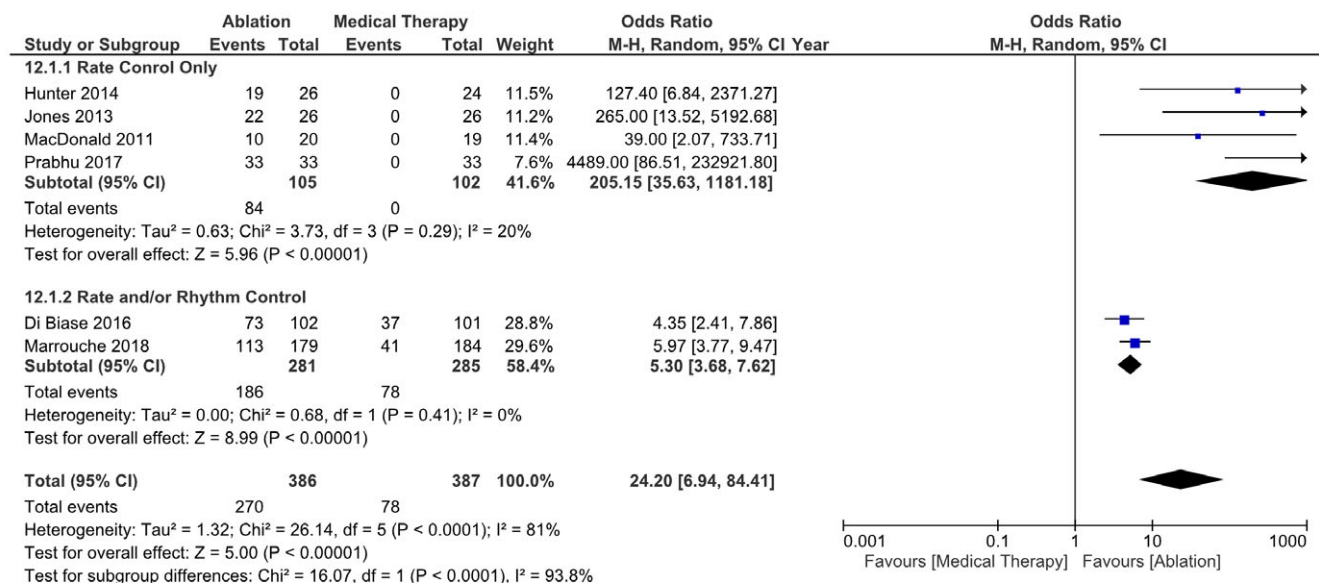 Ablation Medical Therapy Odds Ratio Odds Ratio
Study or Subgroup Events Total Events Total Weight M-H, Random, 95% CI Year M-H, Random, 95% CI
12.1.1 Rate Conrol Only
Hunter 2014 19 26 0 24 11.5% 127.40 [6.84, 2371.27]
Jones 2013 22 26 0 26 11.2% 265.00 [13.52, 5192.68]
MacDonald 2011 10 20 0 19 11.4% 39.00 [2.07, 733.71]
Prabhu 2017 33 33 0 33 7.6% 4489.00 [86.51, 232921.80]
Subtotal (95% CI) 105 102 41.6% 205.15 [35.63, 1181.18]
Total events 84 0
Heterogeneity: Tau² = 0.63; Chi² = 3.73, df = 3 (P = 0.29); I² = 20%
Test for overall effect: Z = 5.96 (P < 0.00001)
12.1.2 Rate and/or Rhythm Control
Di Biase 2016 73 102 37 101 28.8% 4.35 [2.41, 7.86]
Marrouche 2018 113 179 41 184 29.6% 5.97 [3.77, 9.47]
Subtotal (95% CI) 281 285 58.4% 5.30 [3.68, 7.62]
Total events 186 78
Heterogeneity: Tau² = 0.00; Chi² = 0.68, df = 1 (P = 0.41); I² = 0%
Test for overall effect: Z = 8.99 (P < 0.00001)
Total (95% CI) 386 387 100.0% 24.20 [6.94, 84.41]
Total events 270 78
Heterogeneity: Tau² = 1.32; Chi² = 26.14, df = 5 (P < 0.0001); I² = 81%
Test for overall effect: Z = 5.00 (P < 0.00001)
Test for subgroup differences: Chi² = 16.07, df = 1 (P < 0.0001), I² = 93.8%
0.001 0.1 1 10 1000
Favours [Medical Therapy] Favours [Ablation]